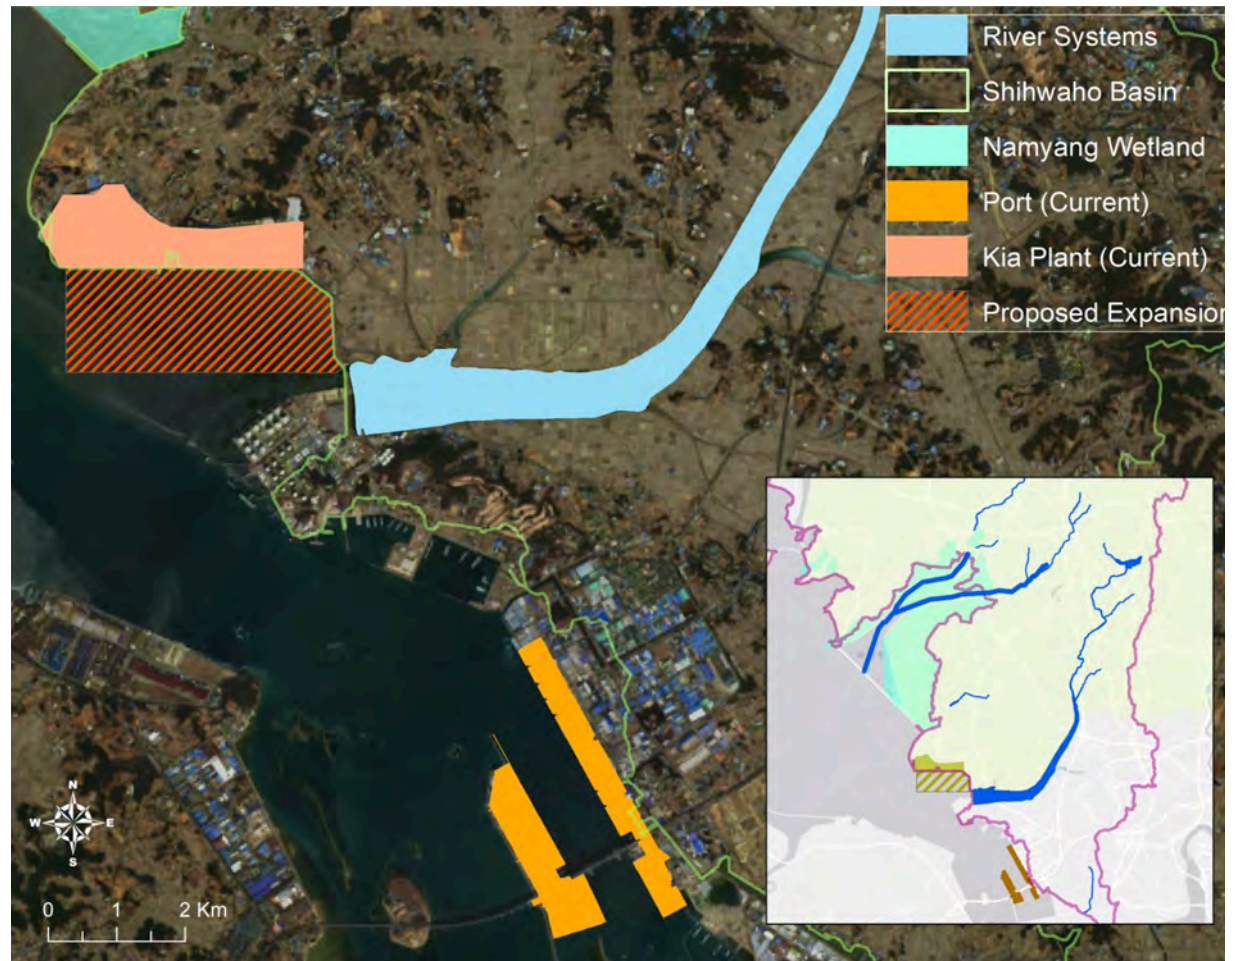 River Systems
Shihwaho Basin
Namyang Wetland
Port (Current)
Kia Plant (Current)
Proposed Expansion
N
W E
S
0 1 2 Km